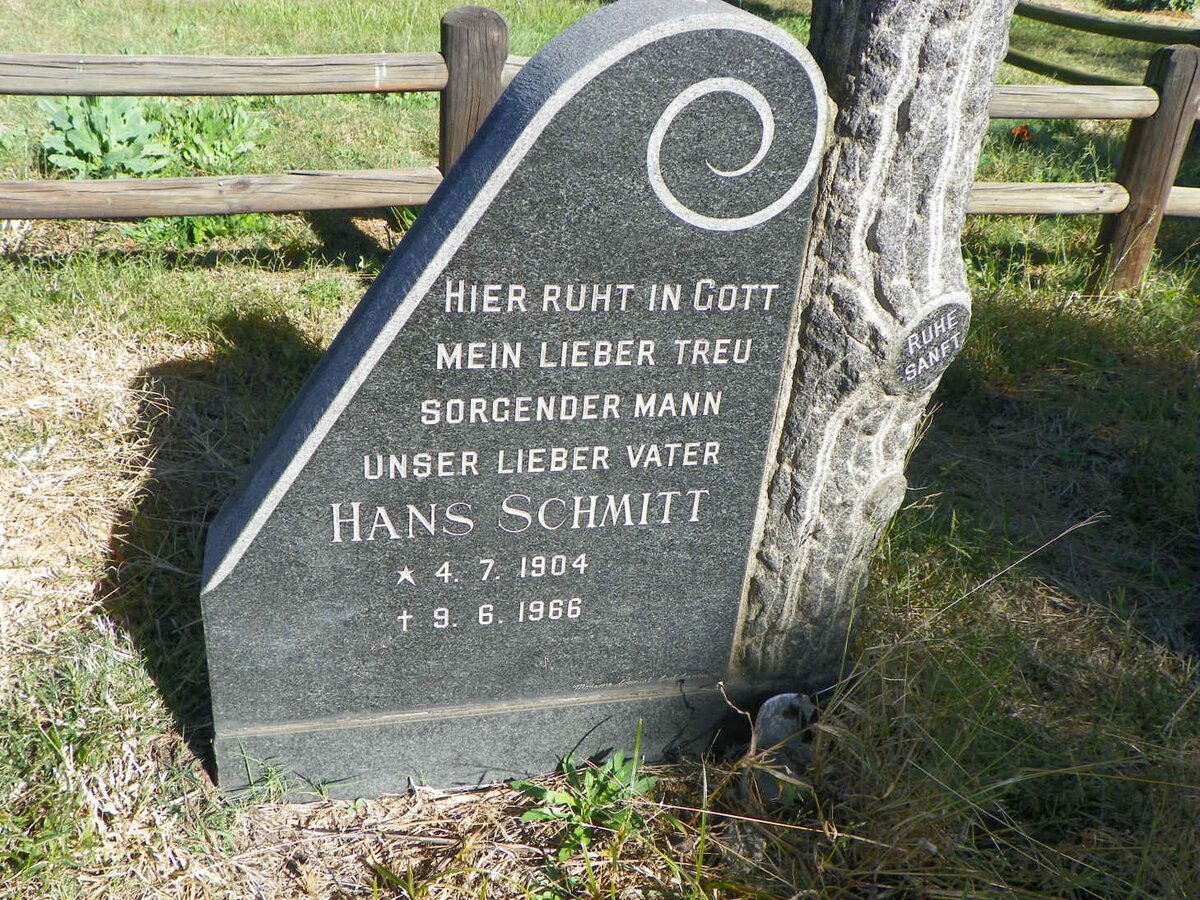 HIER RUHT IN GOTT
MEIN LIEBER TREU
SORGENDER MANN
UNSER LIEBER VATER
HANS SCHMITT
★ 4. 7. 1904
✝ 9. 6. 1966
RUHE
SANFT